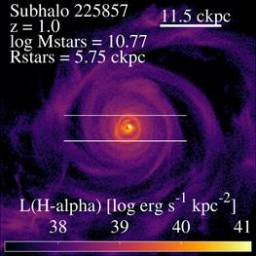 Subhalo 225857
11.5 ckpc
z = 1.0
log Mstars = 10.77
Rstars = 5.75 ckpc
L(H-alpha) [log erg s⁻¹ kpc⁻²]
38 39 40 41